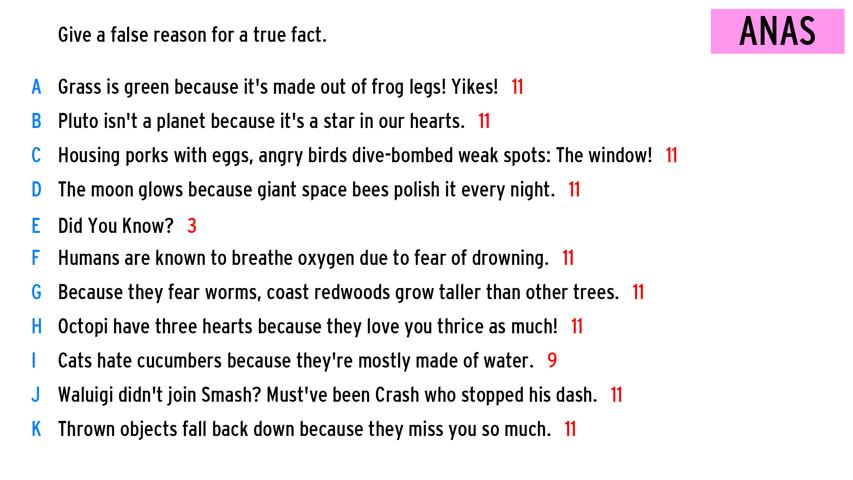 Give a false reason for a true fact.
ANAS
A Grass is green because it's made out of frog legs! Yikes! 11
B Pluto isn't a planet because it's a star in our hearts. 11
C Housing porks with eggs, angry birds dive-bombed weak spots: The window! 11
D The moon glows because giant space bees polish it every night. 11
E Did You Know? 3
F Humans are known to breathe oxygen due to fear of drowning. 11
G Because they fear worms, coast redwoods grow taller than other trees. 11
H Octopi have three hearts because they love you thrice as much! 11
I Cats hate cucumbers because they're mostly made of water. 9
J Waluigi didn't join Smash? Must've been Crash who stopped his dash. 11
K Thrown objects fall back down because they miss you so much. 11